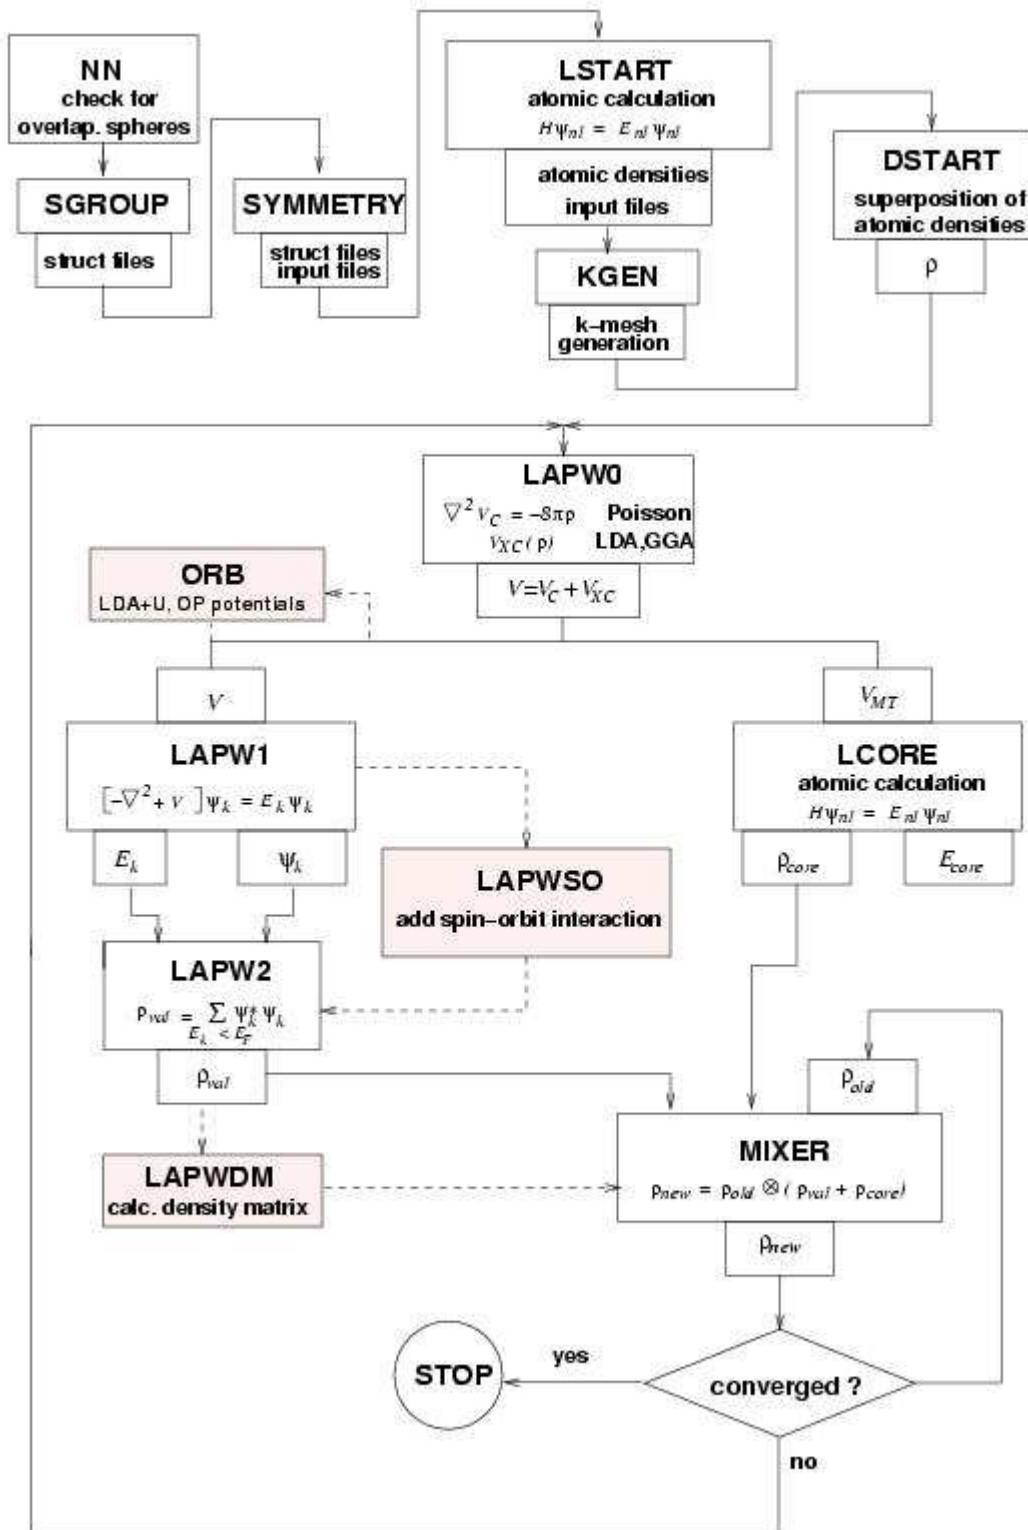 NN
check for
overlap. spheres
SGROUP
struct files
SYMMETRY
struct files
input files
LSTART
atomic calculation
Hψnl = Enl ψnl
atomic densities
input files
KGEN
k-mesh
generation
DSTART
superposition of
atomic densities
ρ
LAPW0
∇²VC = -8πρ Poisson
VXC(ρ) LDA,GGA
V=VC + VXC
ORB
LDA+U, OP potentials
V
LAPW1
[-∇²+ V ]ψk = Ek ψk
Ek
ψk
VMT
LCORE
atomic calculation
Hψnl = Enl ψnl
ρcore
Ecore
LAPWSO
add spin-orbit interaction
LAPW2
ρval = Σ ψk* ψk
Ek < EF
ρval
LAPWDM
calc. density matrix
ρold
MIXER
ρnew = ρold ⊗ ( ρval + ρcore)
ρnew
STOP
yes
converged ?
no